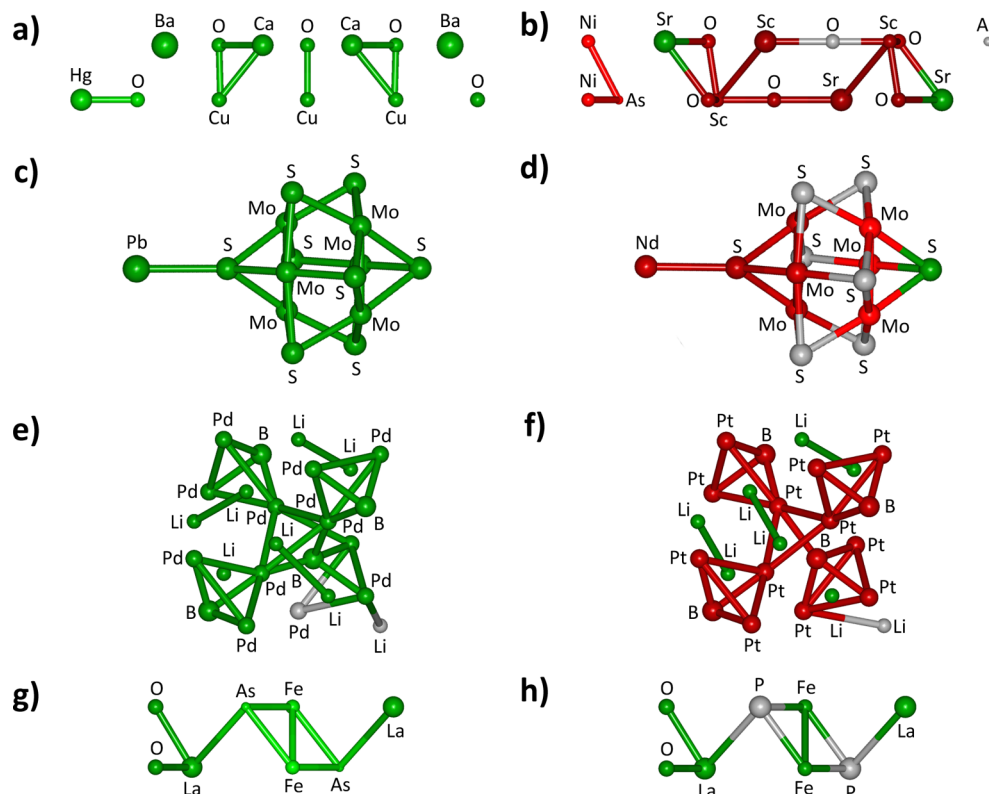 a)
Ba O Ca O Ca O Ba
Hg O O
Cu Cu Cu
b)
Ni Sr O Sc O Sc O A
Ni As O Sc O Sr O Sr
c)
S S
Mo Mo
Pb S S Mo S
Mo S
Mo Mo
S S
d)
S S
Mo Mo
Nd S S Mo S
Mo S
Mo Mo
S S
e)
Pd B Li Li Pd
Pd Pd Pd
Li Li Pd Li Pd B
Pd Li Pd B Pd
B Pd Li
Pd Li
f)
Pt B Li Li Pt
Pt Pt Pt
Li Li B Pt
Pt Li Li B Pt
Pt Pt
B Pt Li Li
Pt
g)
O As Fe
O La
La Fe As
h)
O P Fe
O La
La Fe P